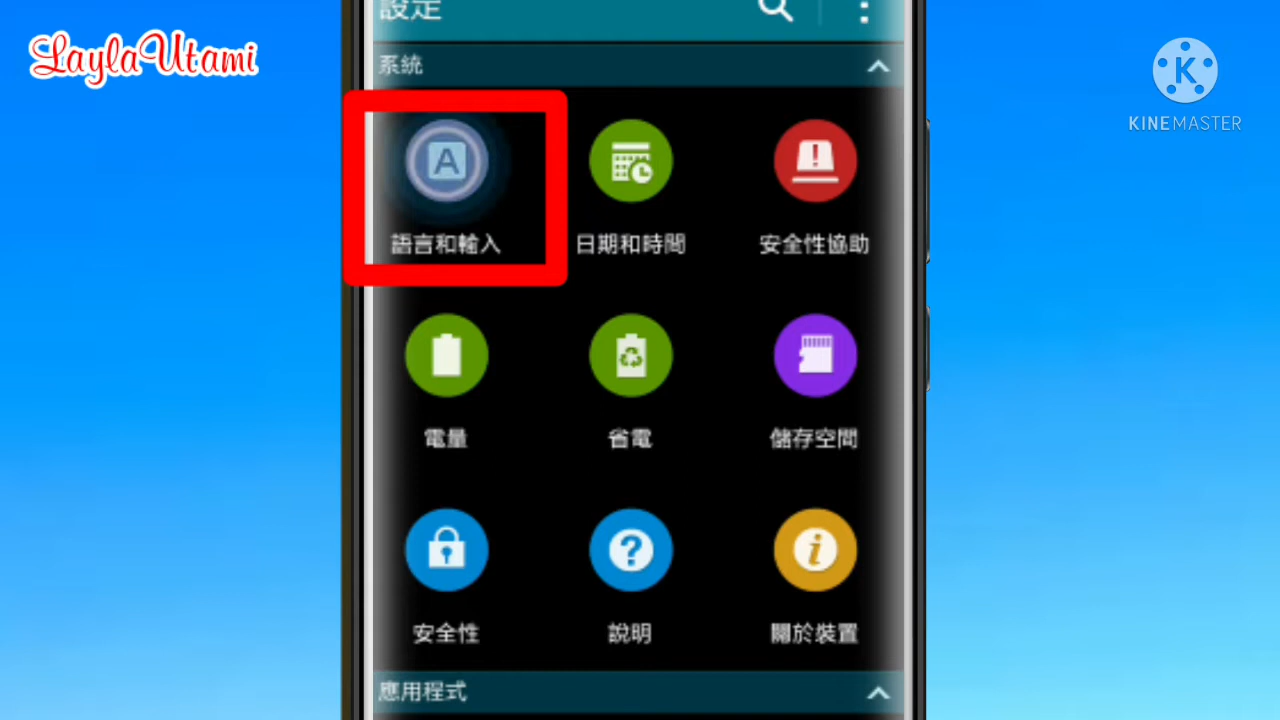 LaylaUtami
KINEMASTER
設定
系統
A
語言和輸入
日期和時間
安全性協助
電量
省電
儲存空間
安全性
說明
關於裝置
應用程式